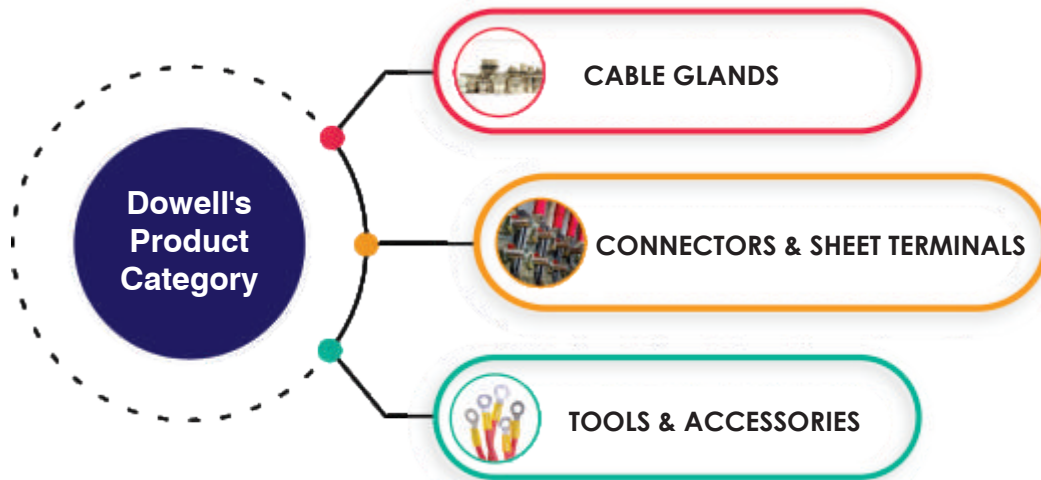 Dowell's
Product
Category
CABLE GLANDS
CONNECTORS & SHEET TERMINALS
TOOLS & ACCESSORIES